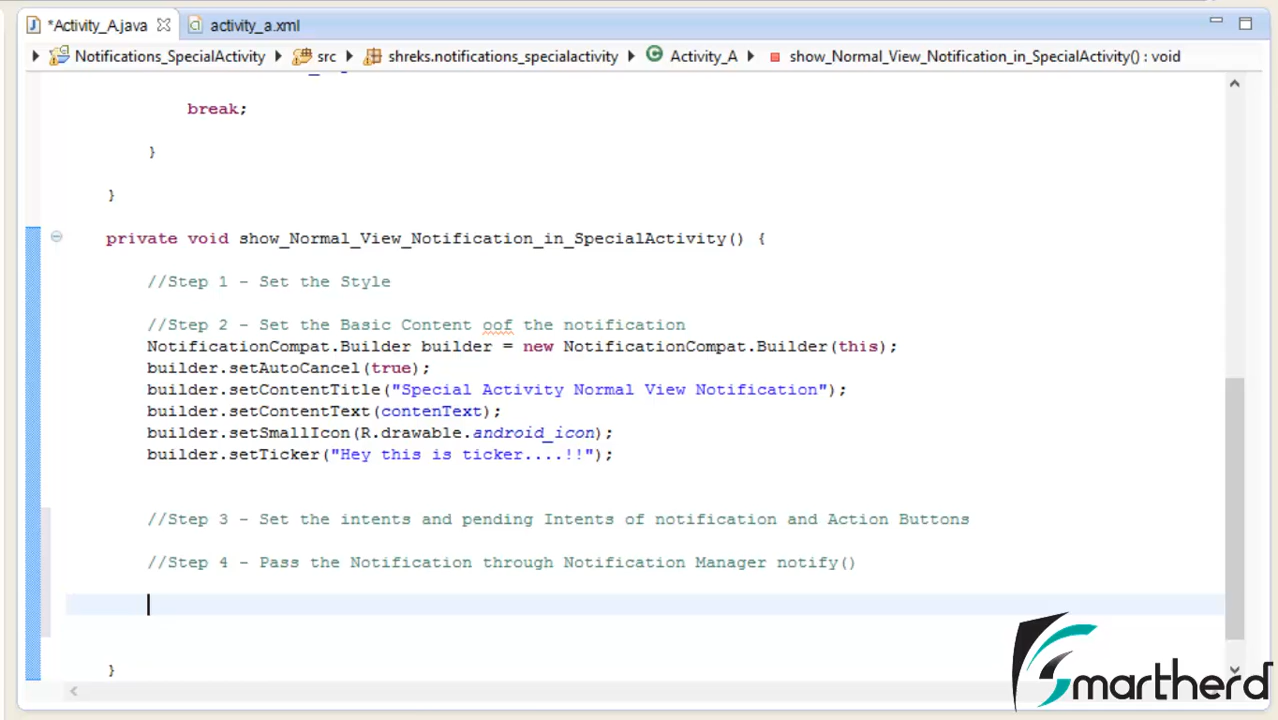 *Activity_A.java activity_a.xml
Notifications_SpecialActivity src shreks.notifications_specialactivity Activity_A show_Normal_View_Notification_in_SpecialActivity() : void
break;
}
}
private void show_Normal_View_Notification_in_SpecialActivity() {
//Step 1 - Set the Style
//Step 2 - Set the Basic Content oof the notification
NotificationCompat.Builder builder = new NotificationCompat.Builder(this);
builder.setAutoCancel(true);
builder.setContentTitle("Special Activity Normal View Notification");
builder.setContentText(contenText);
builder.setSmallIcon(R.drawable.android_icon);
builder.setTicker("Hey this is ticker....!!");
//Step 3 - Set the intents and pending Intents of notification and Action Buttons
//Step 4 - Pass the Notification through Notification Manager notify()
}
Smartherd